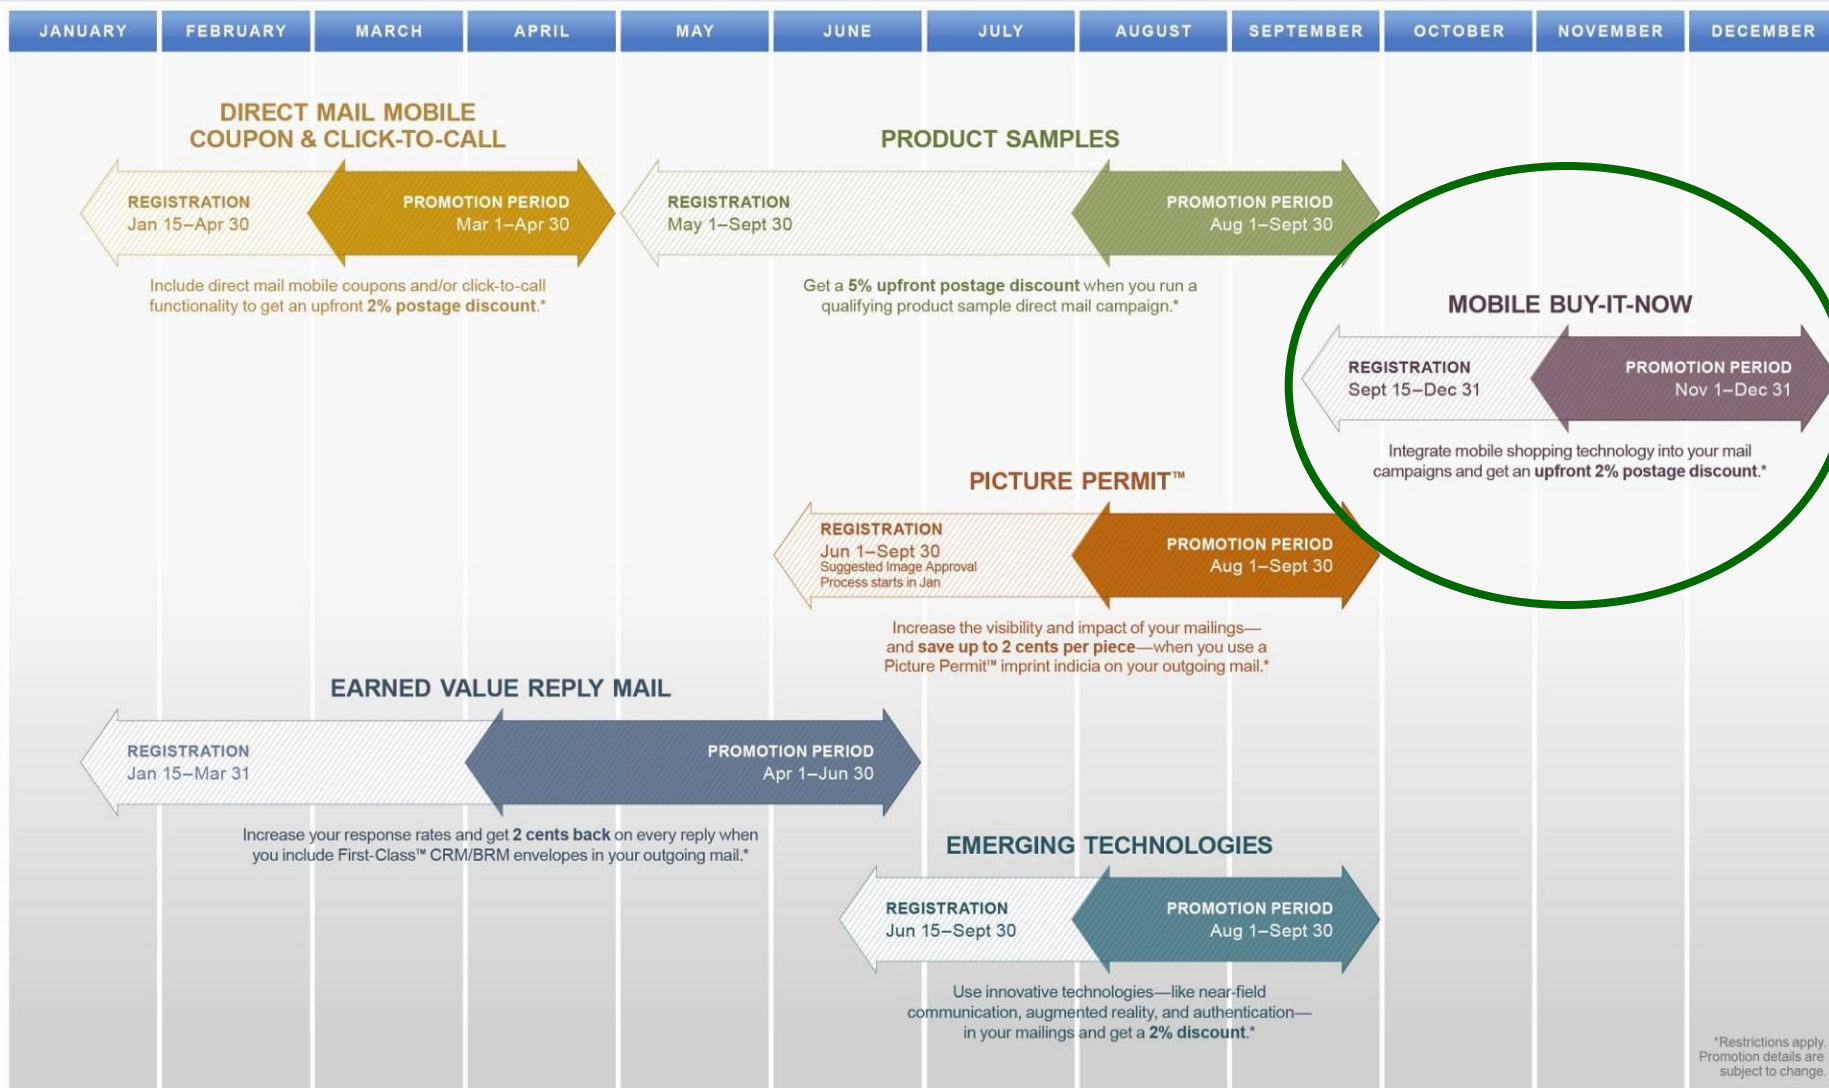 JANUARY
FEBRUARY
MARCH
APRIL
MAY
JUNE
JULY
AUGUST
SEPTEMBER
OCTOBER
NOVEMBER
DECEMBER
DIRECT MAIL MOBILE
COUPON & CLICK-TO-CALL
REGISTRATION
Jan 15–Apr 30
PROMOTION PERIOD
Mar 1–Apr 30
Include direct mail mobile coupons and/or click-to-call
functionality to get an upfront 2% postage discount.*
PRODUCT SAMPLES
REGISTRATION
May 1–Sept 30
PROMOTION PERIOD
Aug 1–Sept 30
Get a 5% upfront postage discount when you run a
qualifying product sample direct mail campaign.*
MOBILE BUY-IT-NOW
REGISTRATION
Sept 15–Dec 31
PROMOTION PERIOD
Nov 1–Dec 31
Integrate mobile shopping technology into your mail
campaigns and get an upfront 2% postage discount.*
PICTURE PERMIT™
REGISTRATION
Jun 1–Sept 30
Suggested Image Approval
Process starts in Jan
PROMOTION PERIOD
Aug 1–Sept 30
Increase the visibility and impact of your mailings—
and save up to 2 cents per piece—when you use a
Picture Permit™ imprint indicia on your outgoing mail.*
EARNED VALUE REPLY MAIL
REGISTRATION
Jan 15–Mar 31
PROMOTION PERIOD
Apr 1–Jun 30
Increase your response rates and get 2 cents back on every reply when
you include First-Class™ CRM/BRM envelopes in your outgoing mail.*
EMERGING TECHNOLOGIES
REGISTRATION
Jun 15–Sept 30
PROMOTION PERIOD
Aug 1–Sept 30
Use innovative technologies—like near-field
communication, augmented reality, and authentication—
in your mailings and get a 2% discount.*
*Restrictions apply.
Promotion details are
subject to change.